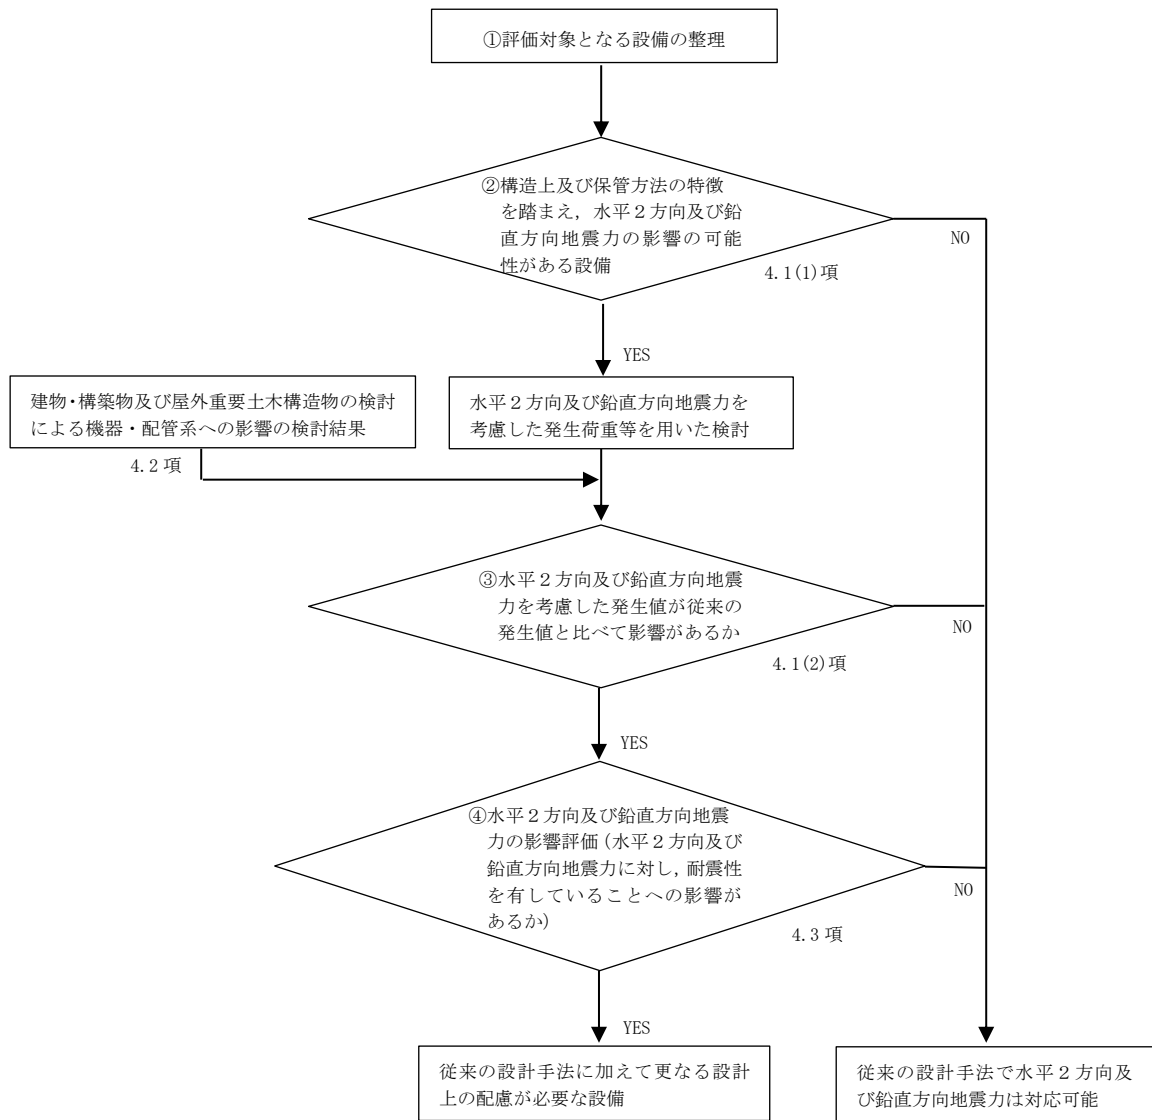 ①評価対象となる設備の整理
②構造上及び保管方法の特徴
を踏まえ，水平２方向及び鉛
直方向地震力の影響の可能
性がある設備
NO
4.1(1)項
YES
建物・構築物及び屋外重要土木構造物の検討
による機器・配管系への影響の検討結果
水平２方向及び鉛直方向地震力を
考慮した発生荷重等を用いた検討
4.2 項
③水平２方向及び鉛直方向地震
力を考慮した発生値が従来の
発生値と比べて影響があるか
NO
4.1(2)項
YES
④水平２方向及び鉛直方向地震
力の影響評価(水平２方向及び
鉛直方向地震力に対し，耐震性
を有していることへの影響が
あるか)
NO
4.3 項
YES
従来の設計手法に加えて更なる設計
上の配慮が必要な設備
従来の設計手法で水平２方向及
び鉛直方向地震力は対応可能